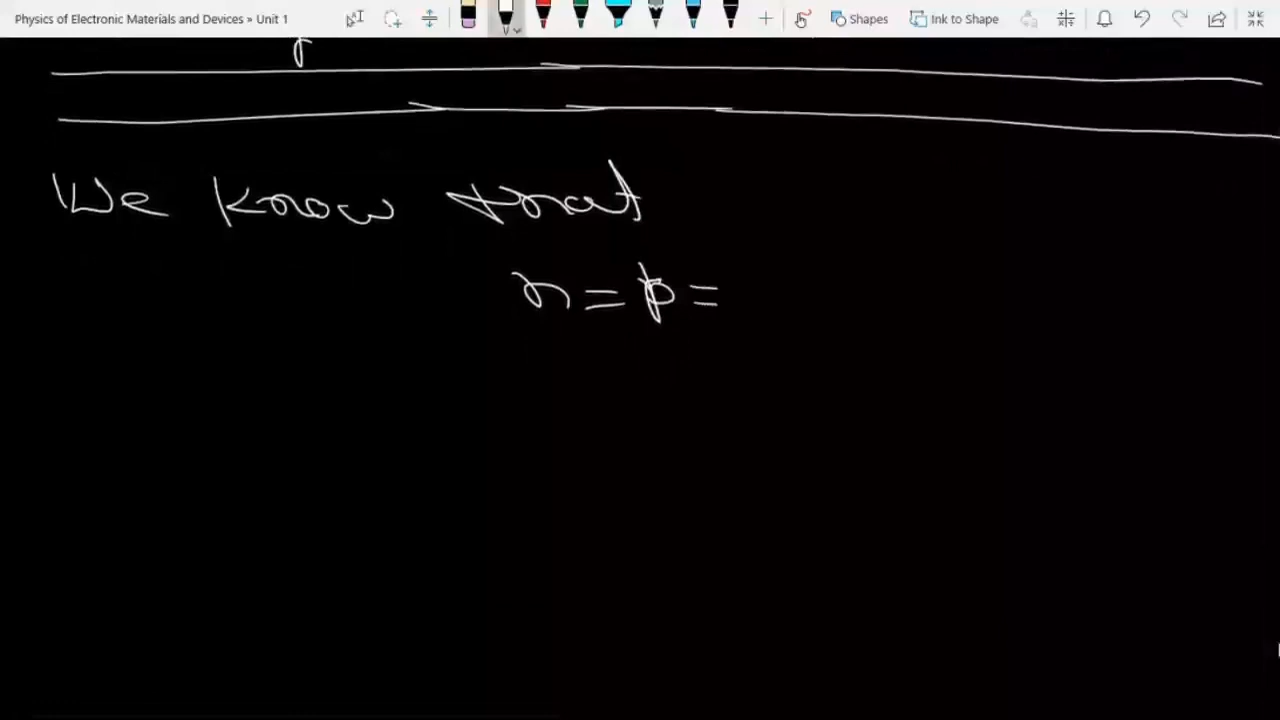 Physics of Electronic Materials and Devices » Unit 1
Shapes
Ink to Shape
We know that
n = p =